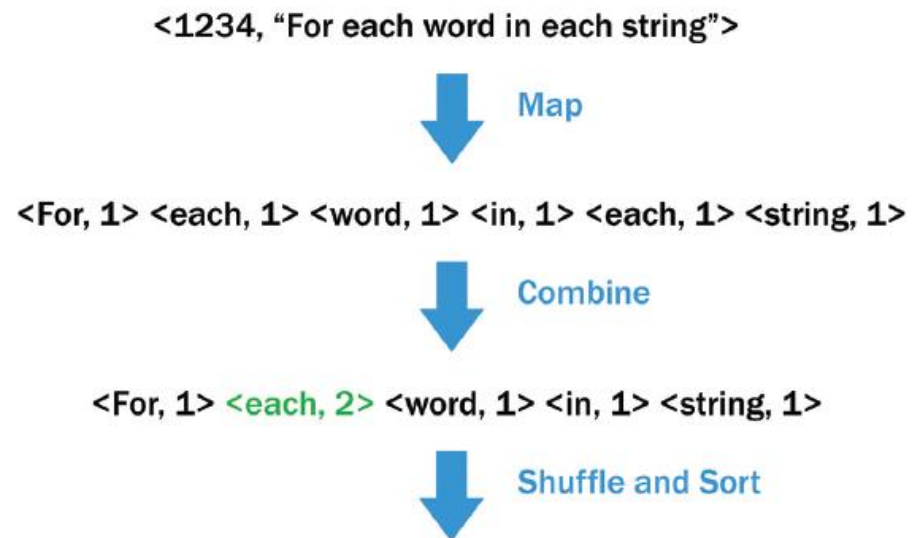 <1234, “For each word in each string”>
Map
<For, 1> <each, 1> <word, 1> <in, 1> <each, 1> <string, 1>
Combine
<For, 1> <each, 2> <word, 1> <in, 1> <string, 1>
Shuffle and Sort